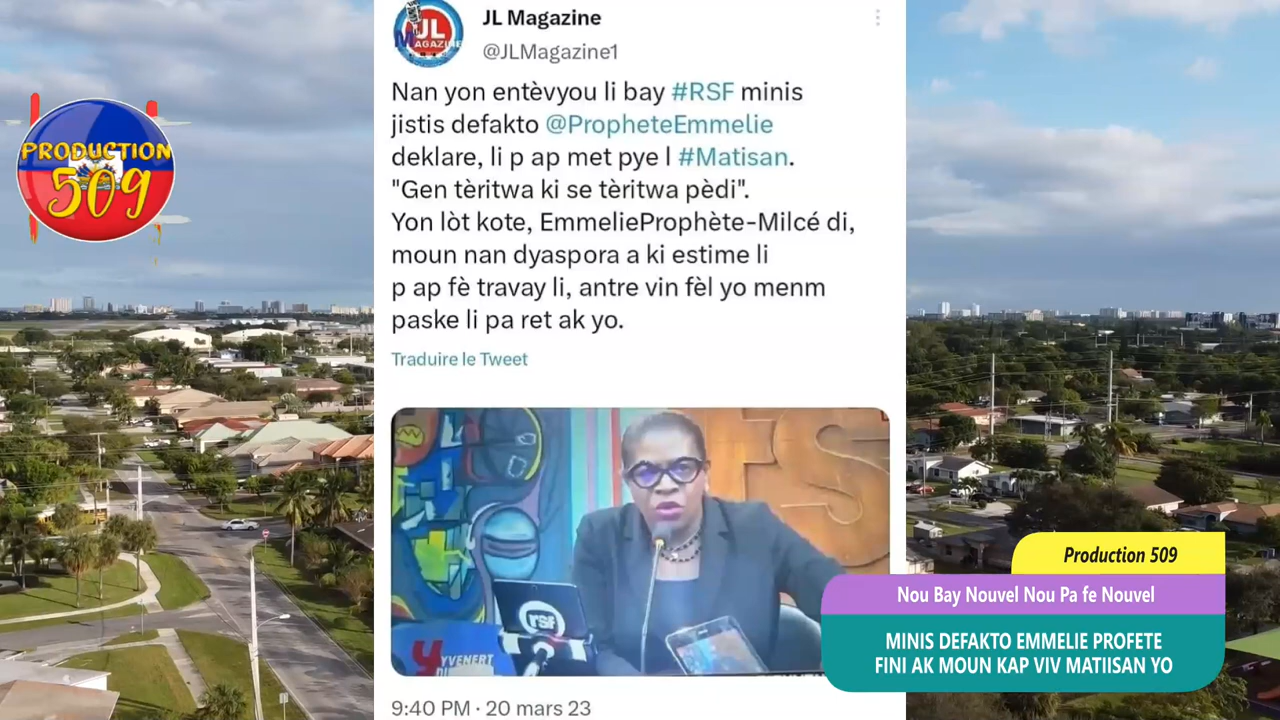 JL Magazine
@JLMagazine1
JL
MAGAZINE
PRODUCTION
509
Nan yon entèvyou li bay #RSF minis
jistis defakto @PropheteEmmelie
deklare, li p ap met pye l #Matisan.
"Gen tèritwa ki se tèritwa pèdi".
Yon lòt kote, EmmelieProphète-Milcé di,
moun nan dyaspora a ki estime li
p ap fè travay li, antre vin fèl yo menm
paske li pa ret ak yo.
Traduire le Tweet
rsf
YVENERT
Production 509
Nou Bay Nouvel Nou Pa fe Nouvel
MINIS DEFAKTO EMMELIE PROFETE
FINI AK MOUN KAP VIV MATIISAN YO
9:40 PM · 20 mars 23